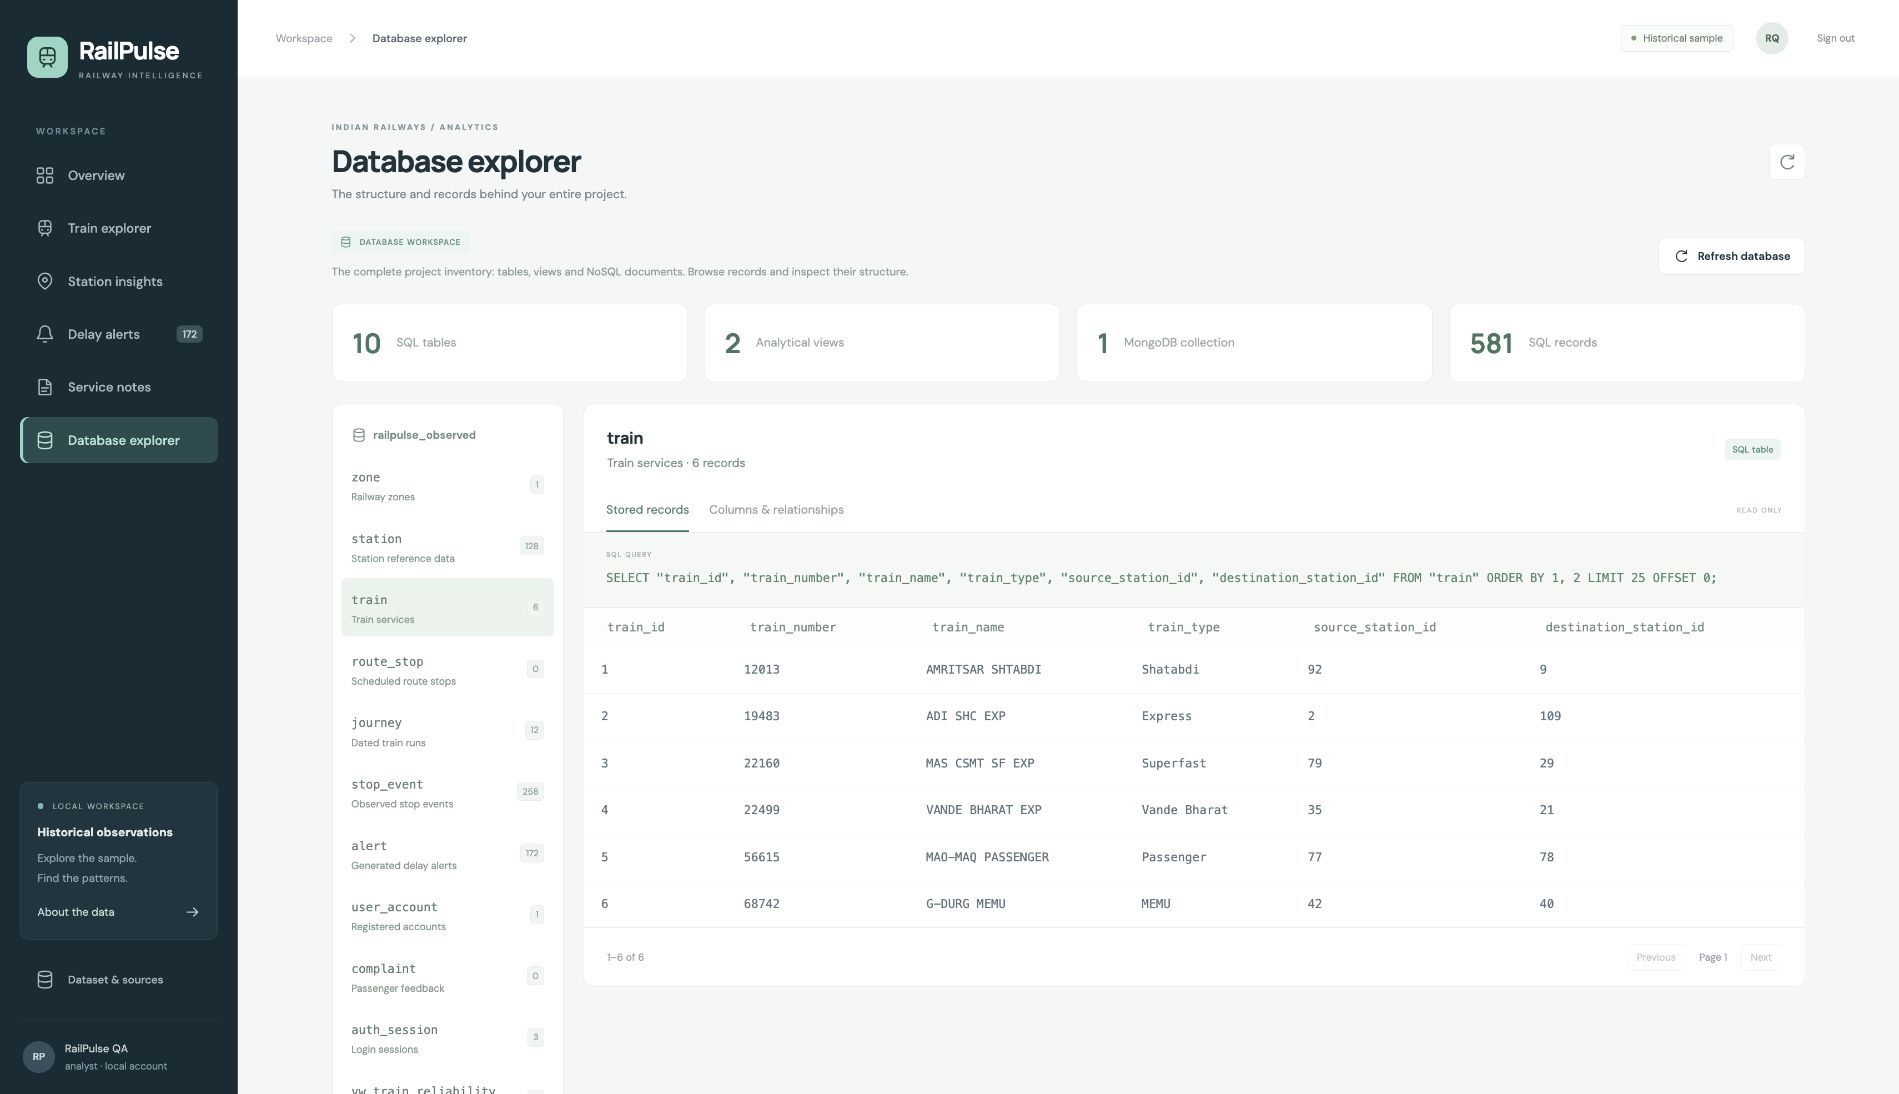 RailPulse
RAILWAY INTELLIGENCE
WORKSPACE
Overview
Train explorer
Station insights
Delay alerts 172
Service notes
Database explorer
LOCAL WORKSPACE
Historical observations
Explore the sample.
Find the patterns.
About the data
Dataset & sources
RP
RailPulse QA
analyst · local account
Workspace Database explorer
Historical sample RQ Sign out
INDIAN RAILWAYS / ANALYTICS
Database explorer
The structure and records behind your entire project.
DATABASE WORKSPACE
The complete project inventory: tables, views and NoSQL documents. Browse records and inspect their structure.
Refresh database
10 SQL tables
2 Analytical views
1 MongoDB collection
581 SQL records
railpulse_observed
zone 1
Railway zones
station 128
Station reference data
train 6
Train services
route_stop 0
Scheduled route stops
journey 12
Dated train runs
stop_event 258
Observed stop events
alert 172
Generated delay alerts
user_account 1
Registered accounts
complaint 0
Passenger feedback
auth_session 3
Login sessions
vw_train_reliability
train
Train services · 6 records
SQL table
Stored records Columns & relationships READ ONLY
SQL QUERY
SELECT "train_id", "train_number", "train_name", "train_type", "source_station_id", "destination_station_id" FROM "train" ORDER BY 1, 2 LIMIT 25 OFFSET 0;
train_id train_number train_name train_type source_station_id destination_station_id
1 12013 AMRITSAR SHTABDI Shatabdi 92 9
2 19483 ADI SHC EXP Express 2 109
3 22160 MAS CSMT SF EXP Superfast 79 29
4 22499 VANDE BHARAT EXP Vande Bharat 35 21
5 56615 MAO-MAQ PASSENGER Passenger 77 78
6 68742 G-DURG MEMU MEMU 42 40
1–6 of 6
Previous Page 1 Next